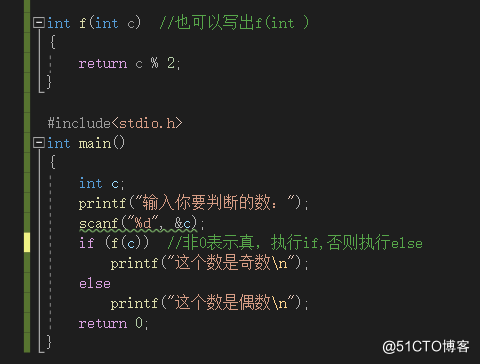 int f(int c)  //也可以写出f(int )
{
    return c % 2;
}
#include<stdio.h>
int main()
{
    int c;
    printf("输入你要判断的数：");
    scanf("%d", &c);
    if (f(c))  //非0表示真，执行if,否则执行else
        printf("这个数是奇数\n");
    else
        printf("这个数是偶数\n");
    return 0;
}
@51CTO博客